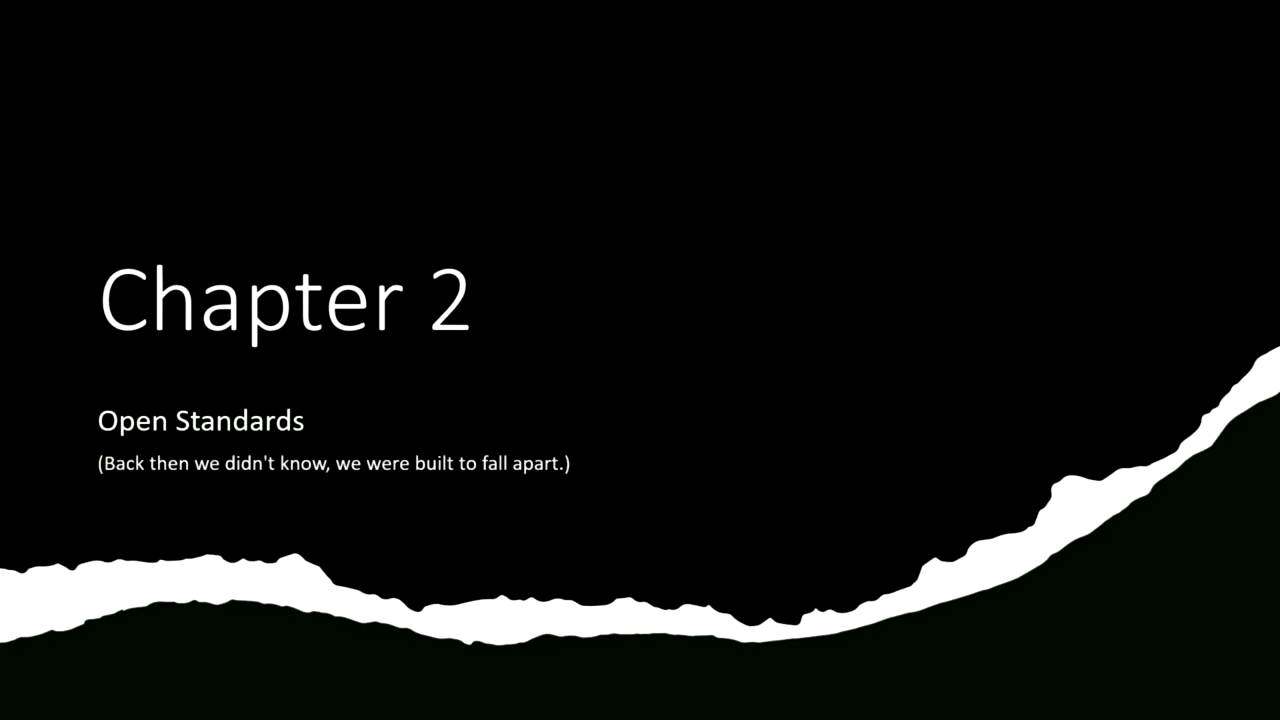 Chapter 2
Open Standards
(Back then we didn't know, we were built to fall apart.)